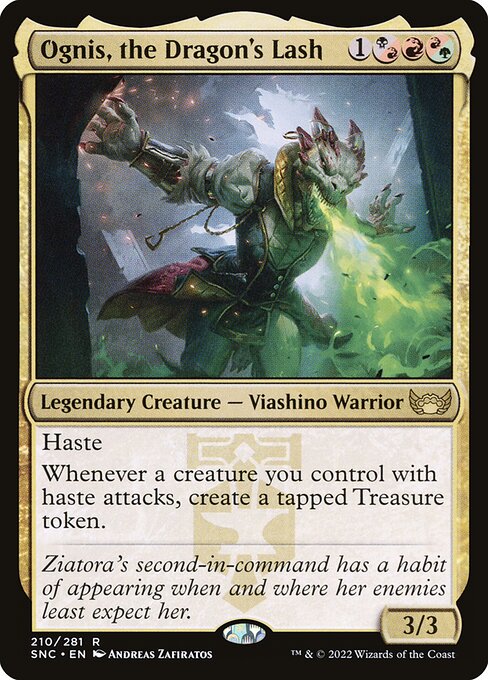 Ognis, the Dragon's Lash 1
Legendary Creature — Viashino Warrior
Haste
Whenever a creature you control with
haste attacks, create a tapped Treasure
token.
Ziatora's second-in-command has a habit
of appearing when and where her enemies
least expect her.
3/3
210/281 R
SNC • EN Andreas Zafiratos
™ & © 2022 Wizards of the Coast